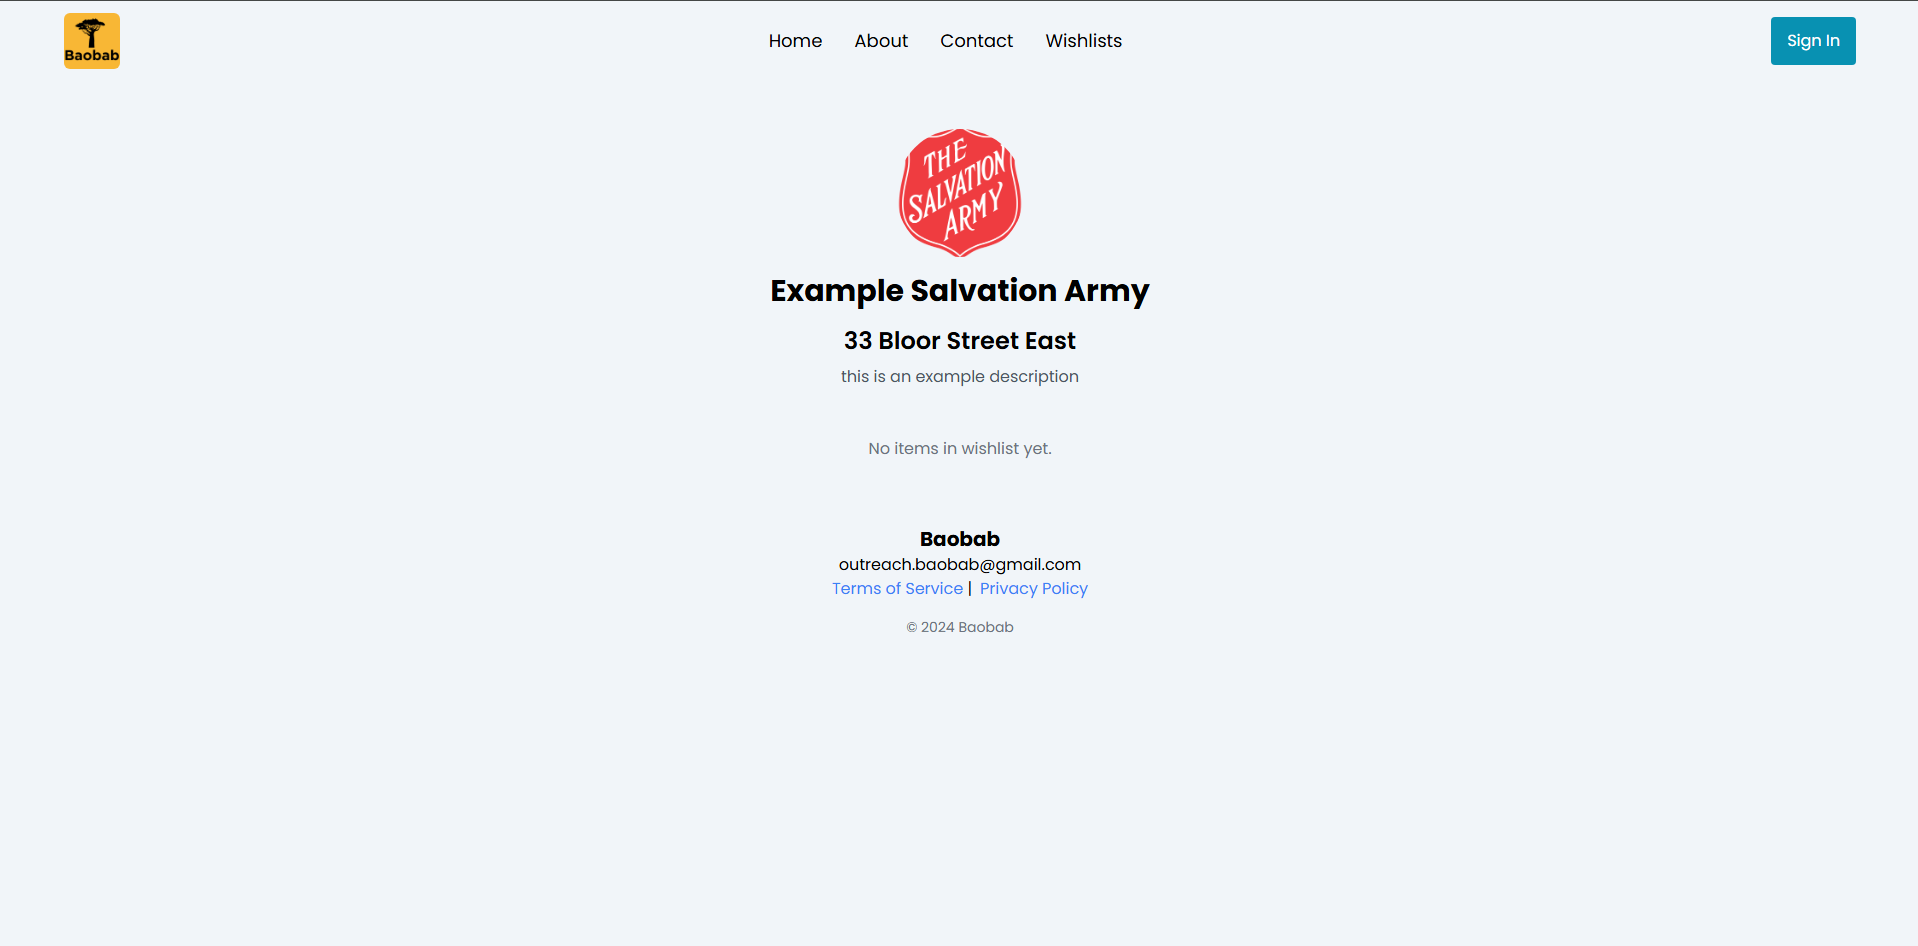 Baobab
Home
About
Contact
Wishlists
Sign In
THE
SALVATION
ARMY
Example Salvation Army
33 Bloor Street East
this is an example description
No items in wishlist yet.
Baobab
outreach.baobab@gmail.com
Terms of Service | Privacy Policy
© 2024 Baobab